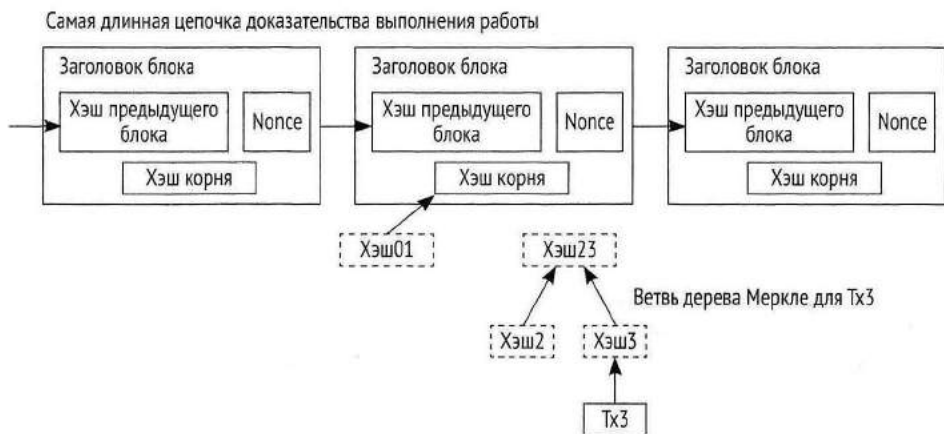 Самая длинная цепочка доказательства выполнения работы
Заголовок блока
Хэш предыдущего
блока
Nonce
Хэш корня
Заголовок блока
Хэш предыдущего
блока
Nonce
Хэш корня
Заголовок блока
Хэш предыдущего
блока
Nonce
Хэш корня
Хэш01
Хэш23
Ветвь дерева Меркле для Tx3
Хэш2
Хэш3
Tx3